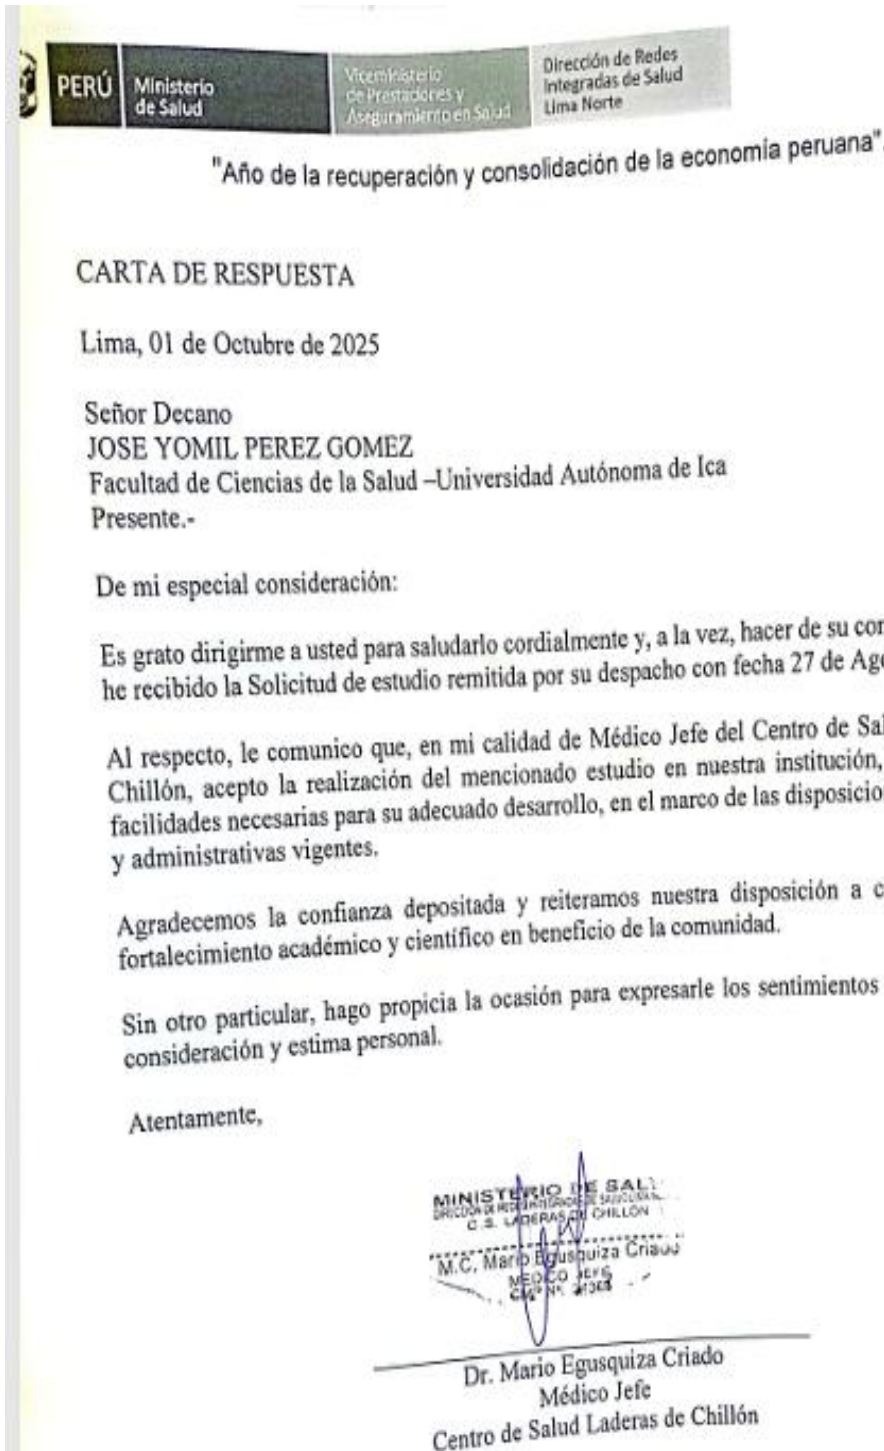 PERÚ
Ministerio
de Salud
Viceministerio
de Prestaciones y
Aseguramiento en Salud
Dirección de Redes
Integradas de Salud
Lima Norte
"Año de la recuperación y consolidación de la economía peruana".
CARTA DE RESPUESTA
Lima, 01 de Octubre de 2025
Señor Decano
JOSE YOMIL PEREZ GOMEZ
Facultad de Ciencias de la Salud –Universidad Autónoma de Ica
Presente.-
De mi especial consideración:
Es grato dirigirme a usted para saludarlo cordialmente y, a la vez, hacer de su con
he recibido la Solicitud de estudio remitida por su despacho con fecha 27 de Ago
Al respecto, le comunico que, en mi calidad de Médico Jefe del Centro de Sal
Chillón, acepto la realización del mencionado estudio en nuestra institución,
facilidades necesarias para su adecuado desarrollo, en el marco de las disposicio
y administrativas vigentes.
Agradecemos la confianza depositada y reiteramos nuestra disposición a c
fortalecimiento académico y científico en beneficio de la comunidad.
Sin otro particular, hago propicia la ocasión para expresarle los sentimientos
consideración y estima personal.
Atentamente,
MINISTERIO DE SAL
C.S. LADERAS DE CHILLÓN
M.C. Mario Egusquiza Criado
MEDICO JEFE
Dr. Mario Egusquiza Criado
Médico Jefe
Centro de Salud Laderas de Chillón